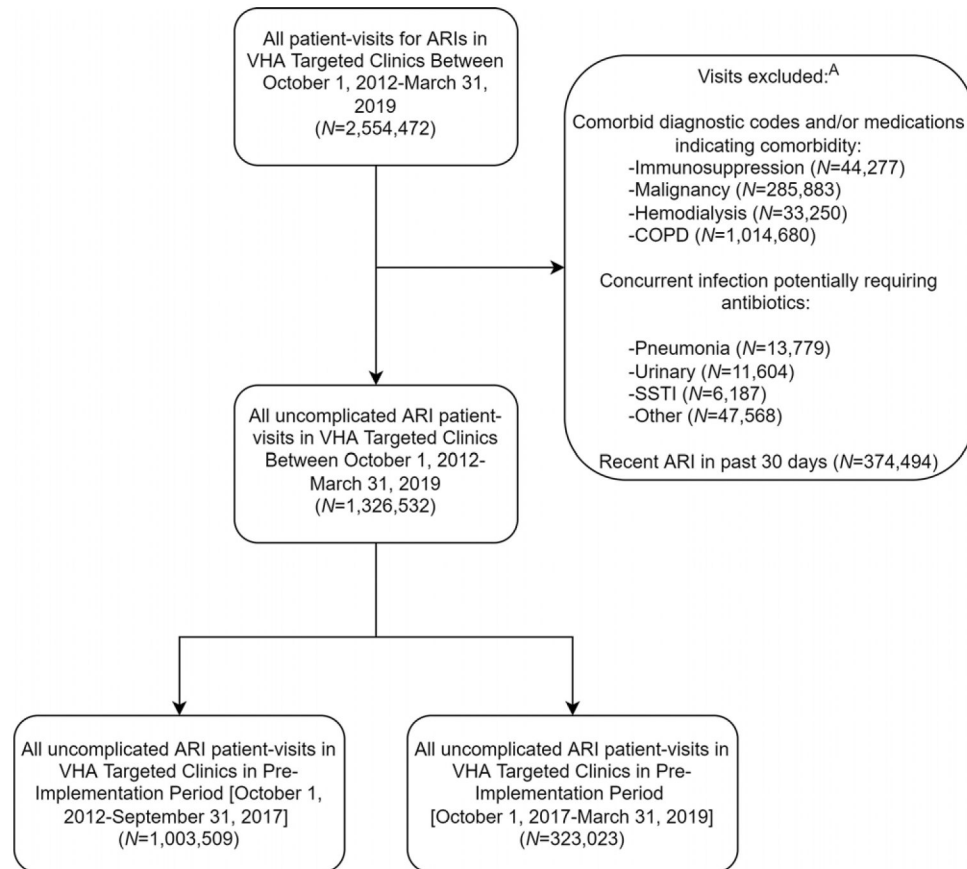 All patient-visits for ARIs in
VHA Targeted Clinics Between
October 1, 2012-March 31,
2019
(N=2,554,472)
Visits excluded:A
Comorbid diagnostic codes and/or medications
indicating comorbidity:
-Immunosuppression (N=44,277)
-Malignancy (N=285,883)
-Hemodialysis (N=33,250)
-COPD (N=1,014,680)
Concurrent infection potentially requiring
antibiotics:
-Pneumonia (N=13,779)
-Urinary (N=11,604)
-SSTI (N=6,187)
-Other (N=47,568)
Recent ARI in past 30 days (N=374,494)
All uncomplicated ARI patient-
visits in VHA Targeted Clinics
Between October 1, 2012-
March 31, 2019
(N=1,326,532)
All uncomplicated ARI patient-visits in
VHA Targeted Clinics in Pre-
Implementation Period [October 1,
2012-September 31, 2017]
(N=1,003,509)
All uncomplicated ARI patient-visits in
VHA Targeted Clinics in Pre-
Implementation Period
[October 1, 2017-March 31, 2019]
(N=323,023)